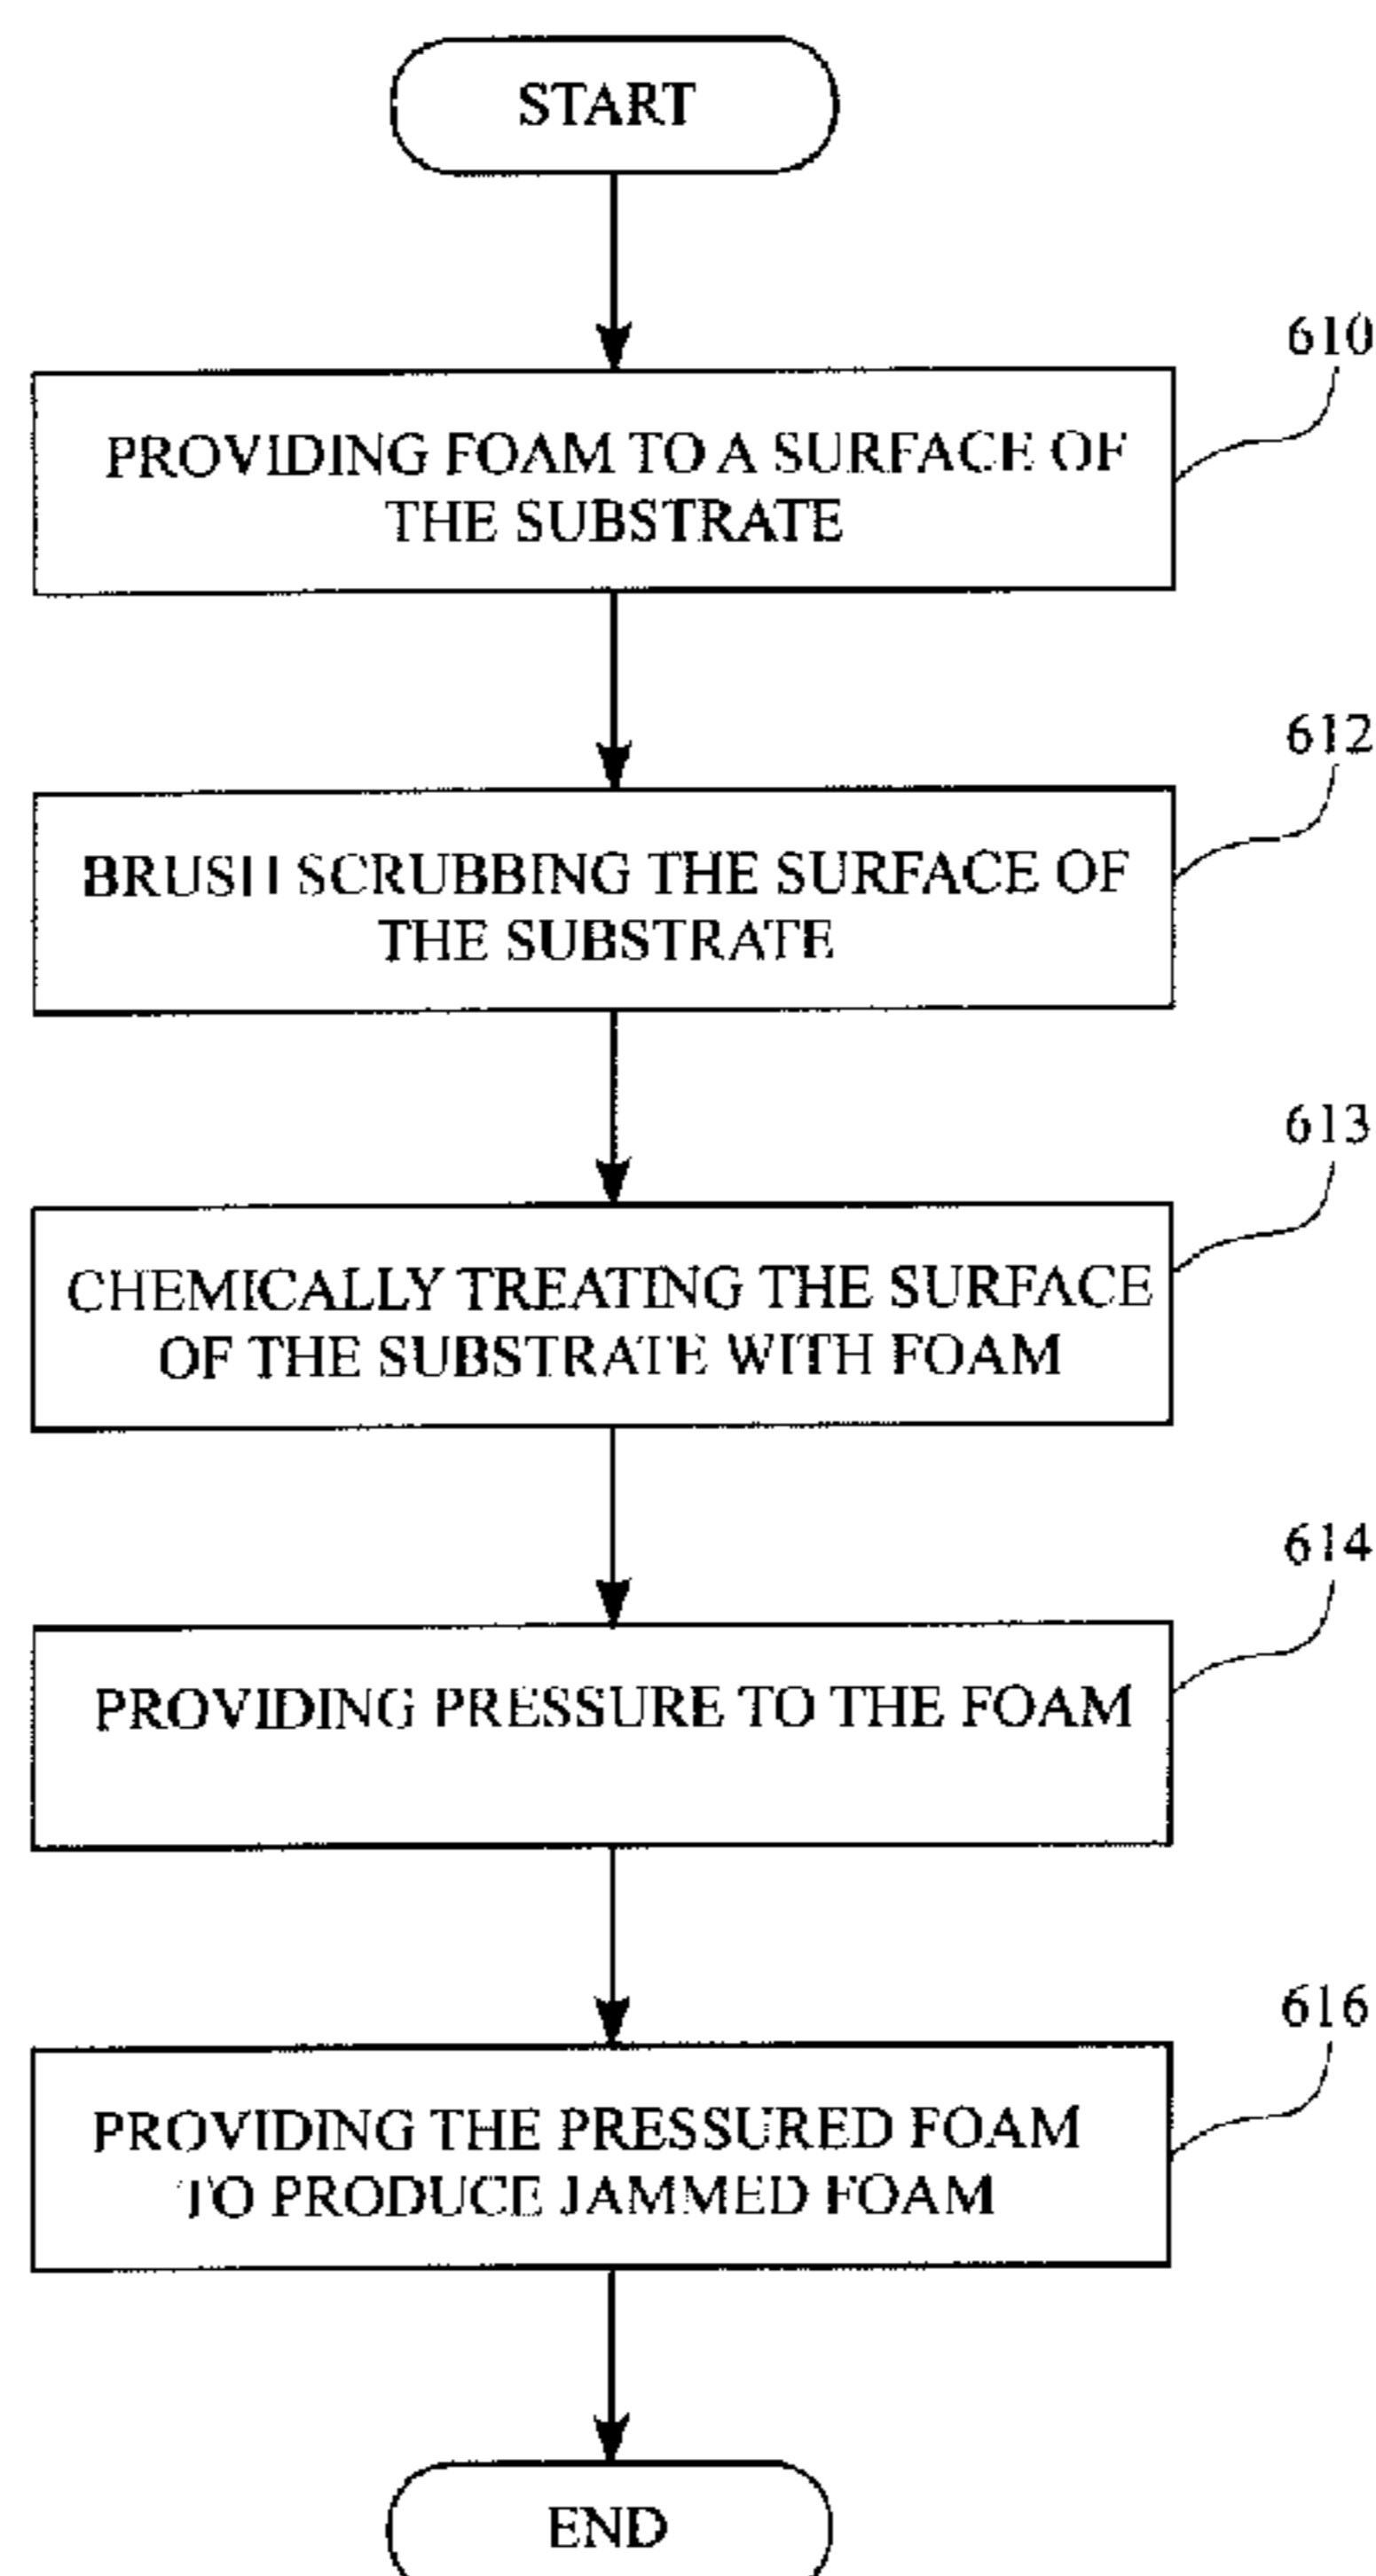 START
610
PROVIDING FOAM TO A SURFACE OF
THE SUBSTRATE
612
BRUSH SCRUBBING THE SURFACE OF
THE SUBSTRATE
613
CHEMICALLY TREATING THE SURFACE
OF THE SUBSTRATE WITH FOAM
614
PROVIDING PRESSURE TO THE FOAM
616
PROVIDING THE PRESSURED FOAM
TO PRODUCE JAMMED FOAM
END